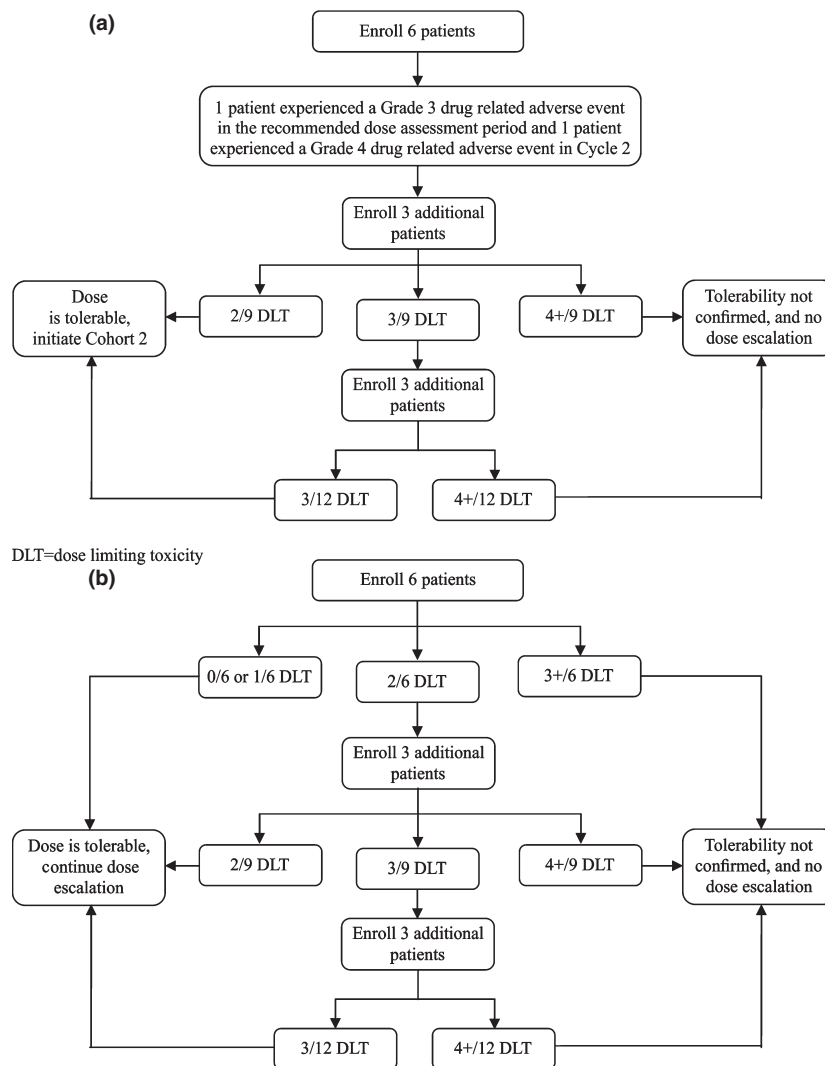 (a)
Enroll 6 patients
1 patient experienced a Grade 3 drug related adverse event
in the recommended dose assessment period and 1 patient
experienced a Grade 4 drug related adverse event in Cycle 2
Enroll 3 additional
patients
Dose
is tolerable,
initiate Cohort 2
2/9 DLT
3/9 DLT
4+/9 DLT
Tolerability not
confirmed, and no
dose escalation
Enroll 3 additional
patients
3/12 DLT
4+/12 DLT
DLT=dose limiting toxicity
(b)
Enroll 6 patients
0/6 or 1/6 DLT
2/6 DLT
3+/6 DLT
Enroll 3 additional
patients
Dose is tolerable,
continue dose
escalation
2/9 DLT
3/9 DLT
4+/9 DLT
Tolerability not
confirmed, and no
dose escalation
Enroll 3 additional
patients
3/12 DLT
4+/12 DLT